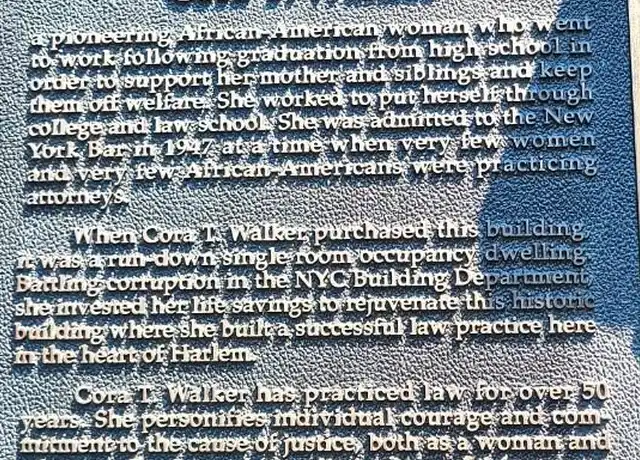 a pioneering African-American woman who went
to work following graduation from high school in
order to support her mother and siblings and keep
them off welfare. She worked to put herself through
college and law school. She was admitted to the New
York Bar in 1947 at a time when very few women
and very few African-Americans were practicing
attorneys.
When Cora T. Walker purchased this building
it was a run-down single room occupancy dwelling.
Battling corruption in the NYC Building Department
she invested her life savings to rejuvenate this historic
building where she built a successful law practice here
in the heart of Harlem.
Cora T. Walker has practiced law for over 50
years. She personifies individual courage and com-
mitment to the cause of justice, both as a woman and